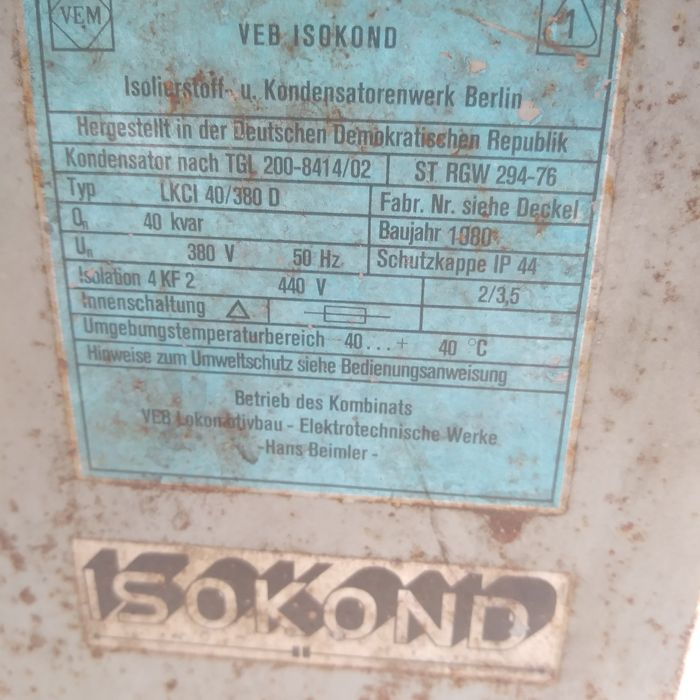 VEM
1
VEB ISOKOND
Isolierstoff- u. Kondensatorenwerk Berlin
Hergestellt in der Deutschen Demokratischen Republik
Kondensator nach TGL 200-8414/02 ST RGW 294-76
Typ LKCI 40/380 D Fabr. Nr. siehe Deckel
Qn 40 kvar Baujahr 1980
Un 380 V 50 Hz Schutzkappe IP 44
Isolation 4 KF 2 440 V 2/3,5
Innenschaltung
Umgebungstemperaturbereich - 40 . . . + 40 °C
Hinweise zum Umweltschutz siehe Bedienungsanweisung
Betrieb des Kombinats
VEB Lokomotivbau - Elektrotechnische Werke
-Hans Beimler -
ISOKOND